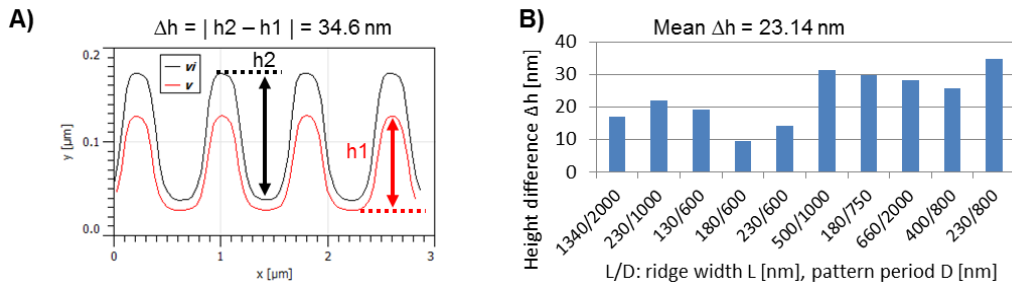 A)
Δh = | h2 – h1 | = 34.6 nm
0.2
0.1
0.0
y [µm]
vi
v
h2
h1
0
1
2
3
x [µm]
B)
Mean Δh = 23.14 nm
Height difference Δh [nm]
40
30
20
10
0
1340/2000
230/1000
130/600
180/600
230/600
500/1000
180/750
660/2000
400/800
230/800
L/D: ridge width L [nm], pattern period D [nm]